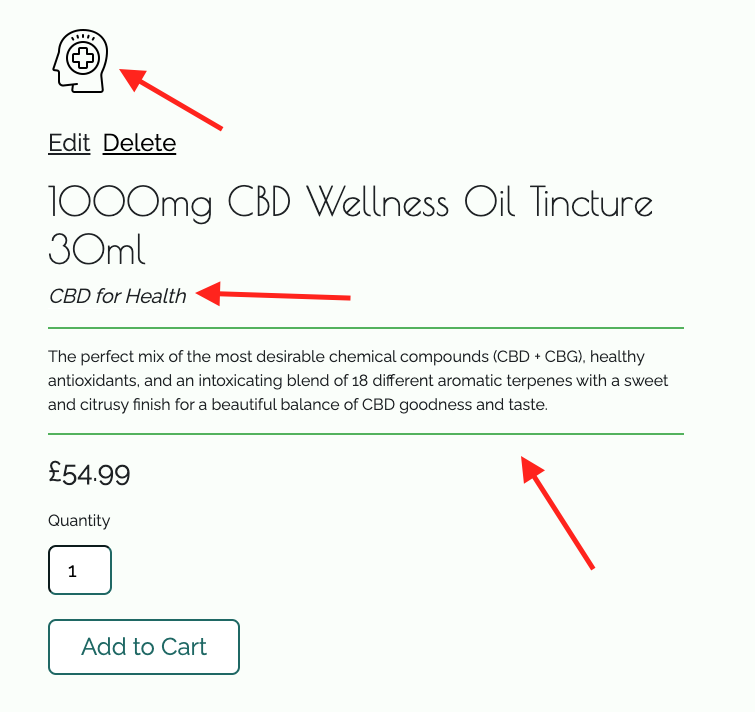 Edit Delete
1000mg CBD Wellness Oil Tincture
30ml
CBD for Health
The perfect mix of the most desirable chemical compounds (CBD + CBG), healthy
antioxidants, and an intoxicating blend of 18 different aromatic terpenes with a sweet
and citrusy finish for a beautiful balance of CBD goodness and taste.
£54.99
Quantity
1
Add to Cart